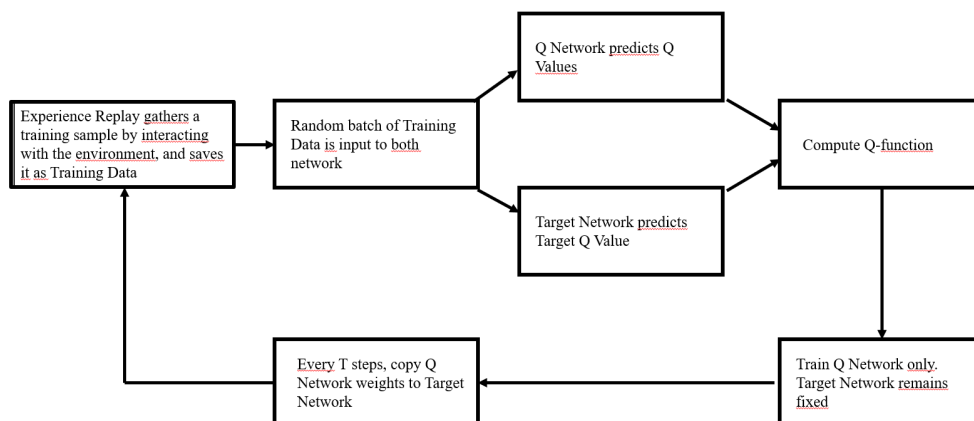 Experience Replay gathers a
training sample by interacting
with the environment, and saves
it as Training Data
Random batch of Training
Data is input to both
network
Q Network predicts Q
Values
Target Network predicts
Target Q Value
Compute Q-function
Train Q Network only.
Target Network remains
fixed
Every T steps, copy Q
Network weights to Target
Network